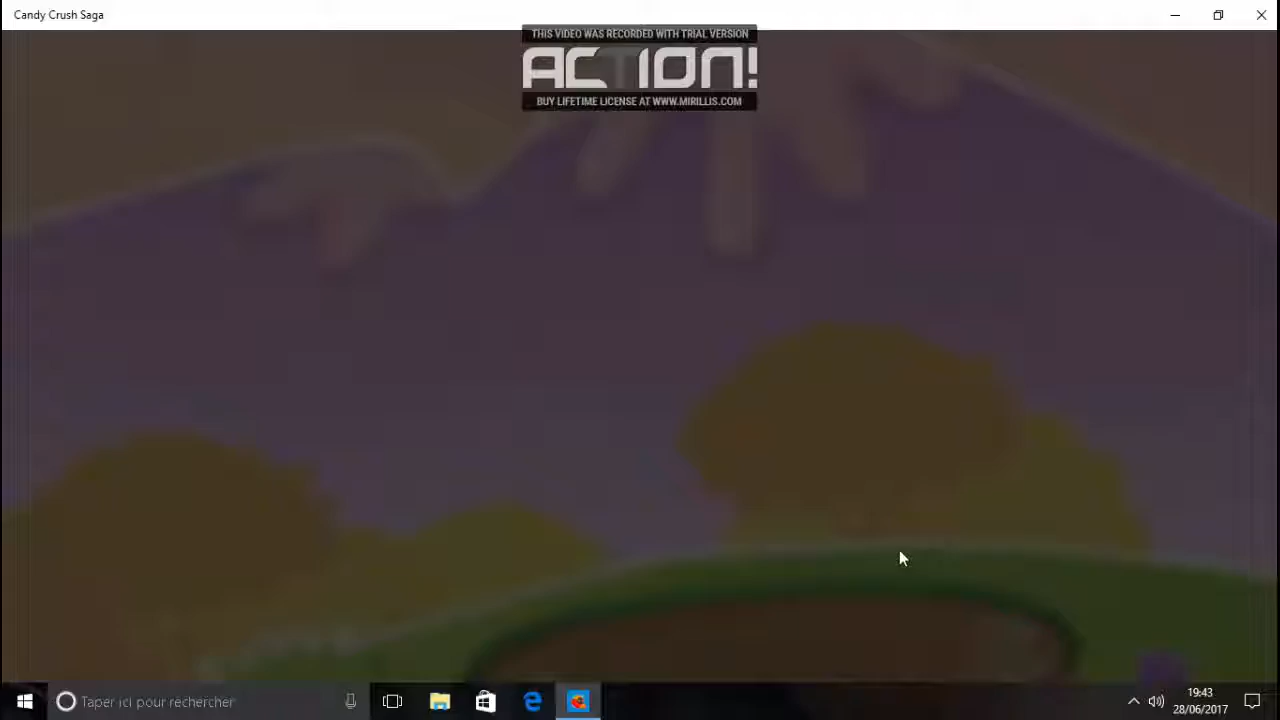 Candy Crush Saga
THIS VIDEO WAS RECORDED WITH TRIAL VERSION
ACTION!
BUY LIFETIME LICENSE AT WWW.MIRILLIS.COM
Taper ici pour rechercher
19:43
28/06/2017